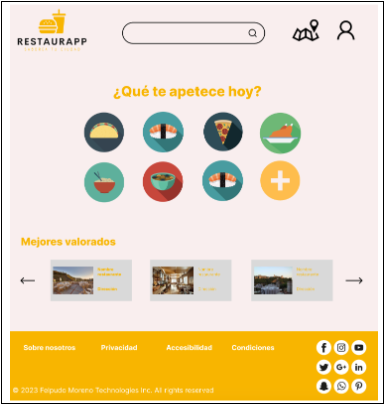 RESTAURAPP
¿Qué te apetece hoy?
Mejores valorados
Sobre nosotros
Privacidad
Accesibilidad
Condiciones
© 2023 Felpudo Moreno Technologies Inc. All rights reserved